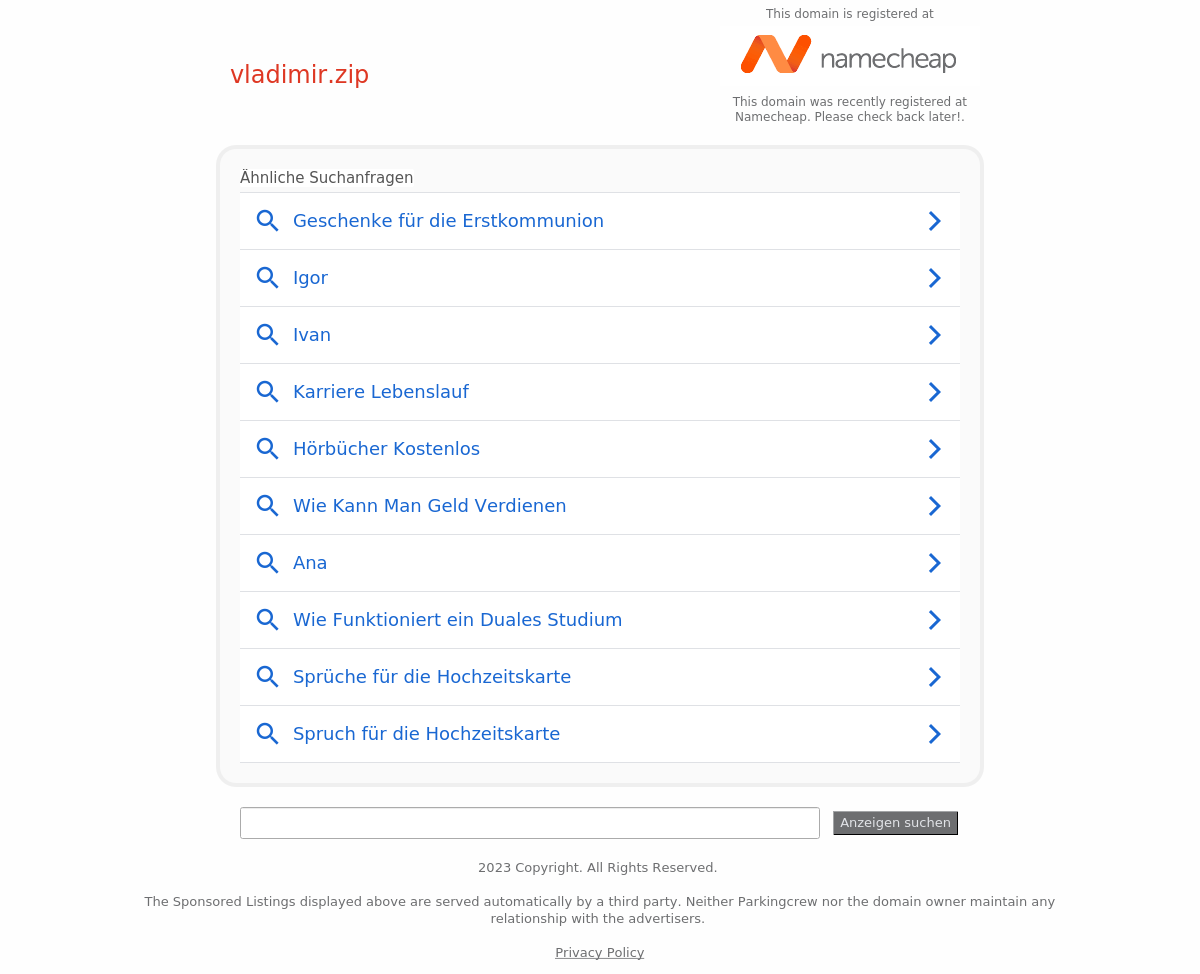 This domain is registered at
namecheap
vladimir.zip
This domain was recently registered at
Namecheap. Please check back later!.
Ähnliche Suchanfragen
Geschenke für die Erstkommunion
Igor
Ivan
Karriere Lebenslauf
Hörbücher Kostenlos
Wie Kann Man Geld Verdienen
Ana
Wie Funktioniert ein Duales Studium
Sprüche für die Hochzeitskarte
Spruch für die Hochzeitskarte
Anzeigen suchen
2023 Copyright. All Rights Reserved.
The Sponsored Listings displayed above are served automatically by a third party. Neither Parkingcrew nor the domain owner maintain any
relationship with the advertisers.
Privacy Policy